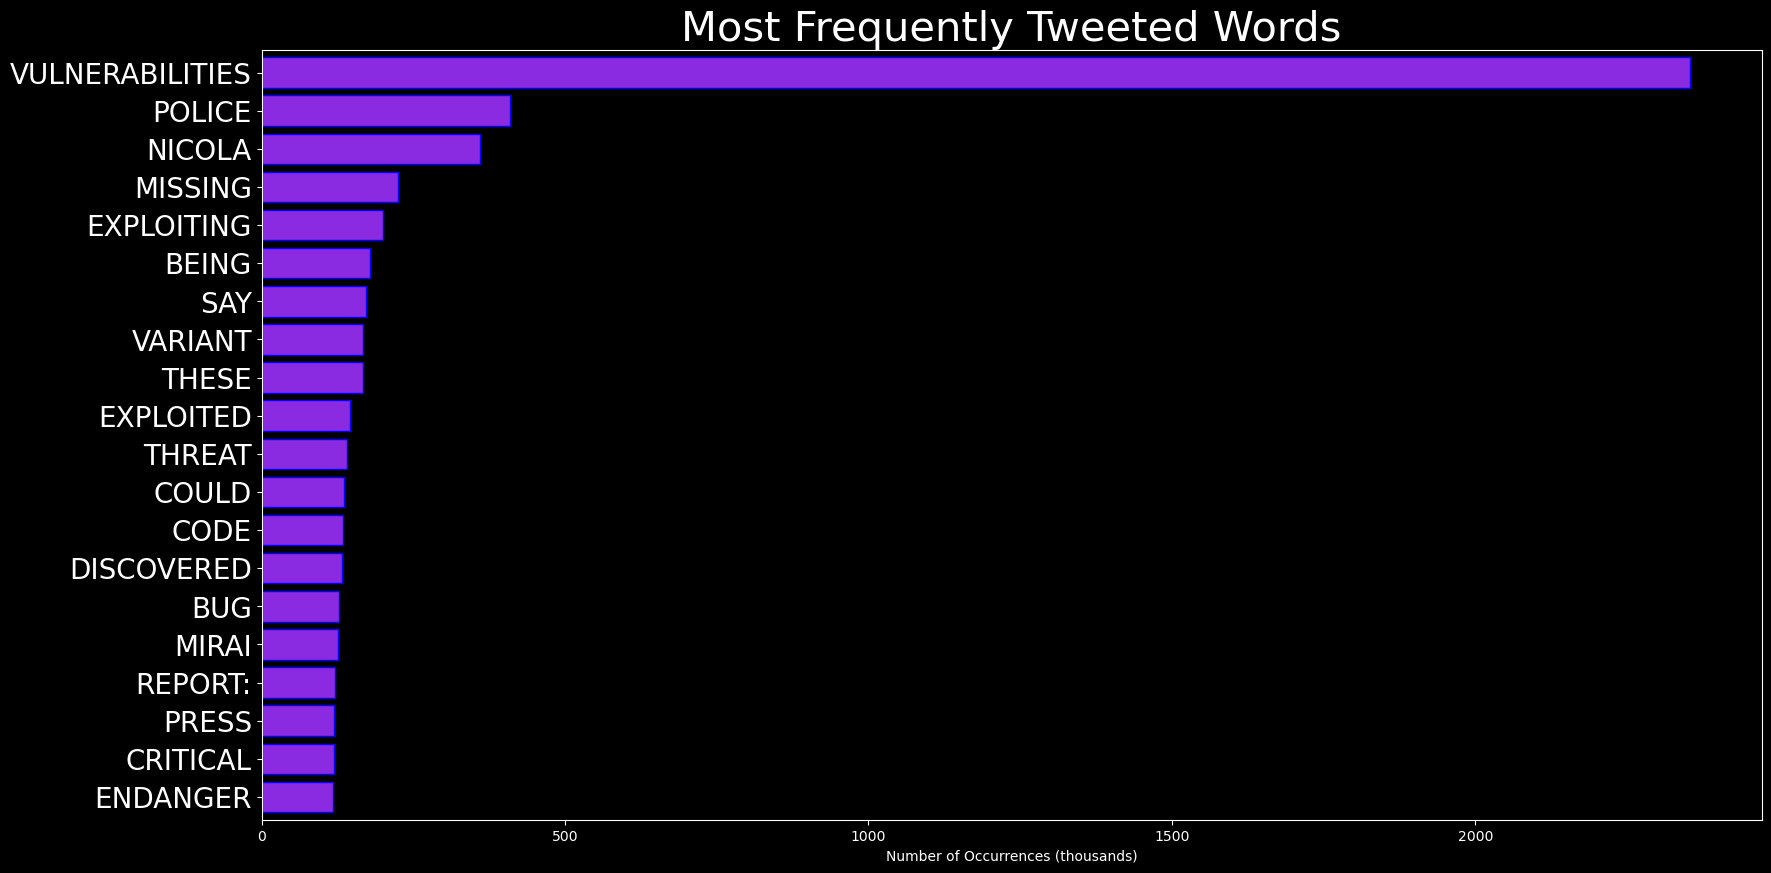 Most Frequently Tweeted Words
VULNERABILITIES
POLICE
NICOLA
MISSING
EXPLOITING
BEING
SAY
VARIANT
THESE
EXPLOITED
THREAT
COULD
CODE
DISCOVERED
BUG
MIRAI
REPORT:
PRESS
CRITICAL
ENDANGER
0 500 1000 1500 2000
Number of Occurrences (thousands)